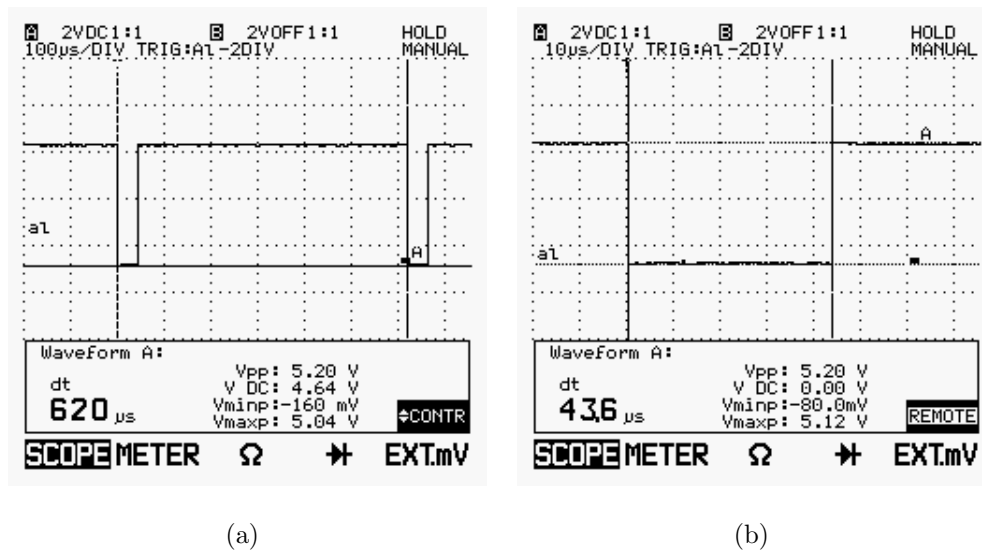 A 2VDC1:1 B 2VOFF1:1 HOLD
100µs/DIV TRIG:A1-2DIV MANUAL
a1
A
Waveform A:
dt
620 µs
Vpp: 5.20 V
V DC: 4.64 V
Vminp:-160 mV
Vmaxp: 5.04 V
CONTR
SCOPE METER Ω EXT.mV
(a)
A 2VDC1:1 B 2VOFF1:1 HOLD
10µs/DIV TRIG:A1-2DIV MANUAL
A
a1
Waveform A:
dt
43.6 µs
Vpp: 5.20 V
V DC: 0.00 V
Vminp:-80.0mV
Vmaxp: 5.12 V
REMOTE
SCOPE METER Ω EXT.mV
(b)